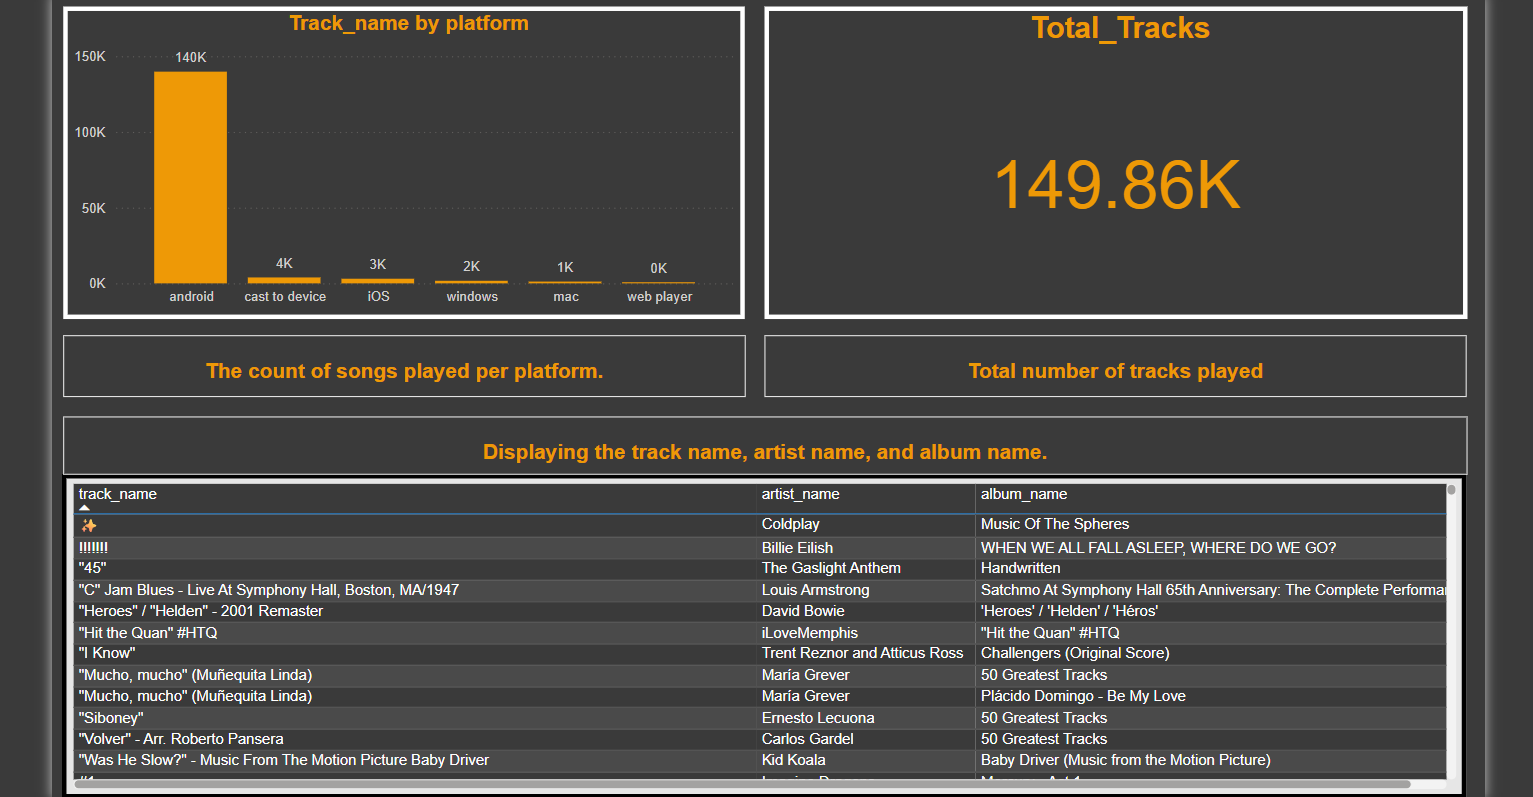 Track_name by platform
150K
100K
50K
0K
140K
4K
3K
2K
1K
0K
android
cast to device
iOS
windows
mac
web player
Total_Tracks
149.86K
The count of songs played per platform.
Total number of tracks played
Displaying the track name, artist name, and album name.
track_name artist_name album_name
✨ Coldplay Music Of The Spheres
!!!!!!! Billie Eilish WHEN WE ALL FALL ASLEEP, WHERE DO WE GO?
"45" The Gaslight Anthem Handwritten
"C" Jam Blues - Live At Symphony Hall, Boston, MA/1947 Louis Armstrong Satchmo At Symphony Hall 65th Anniversary: The Complete
"Heroes" / "Helden" - 2001 Remaster David Bowie 'Heroes' / 'Helden' / 'Héros'
"Hit the Quan" #HTQ iLoveMemphis "Hit the Quan" #HTQ
"I Know" Trent Reznor and Atticus Ross Challengers (Original Score)
"Mucho, mucho" (Muñequita Linda) María Grever 50 Greatest Tracks
"Mucho, mucho" (Muñequita Linda) María Grever Plácido Domingo - Be My Love
"Siboney" Ernesto Lecuona 50 Greatest Tracks
"Volver" - Arr. Roberto Pansera Carlos Gardel 50 Greatest Tracks
"Was He Slow?" - Music From The Motion Picture Baby Driver Kid Koala Baby Driver (Music from the Motion Picture)